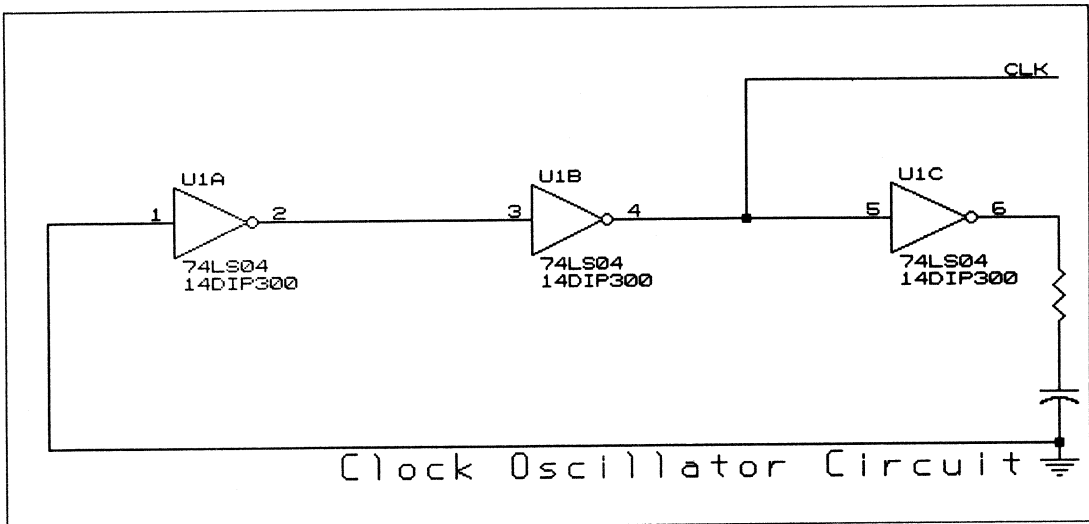 CLK
U1A
U1B
U1C
1
2
3
4
5
6
74LS04
14DIP300
74LS04
14DIP300
74LS04
14DIP300
Clock Oscillator Circuit